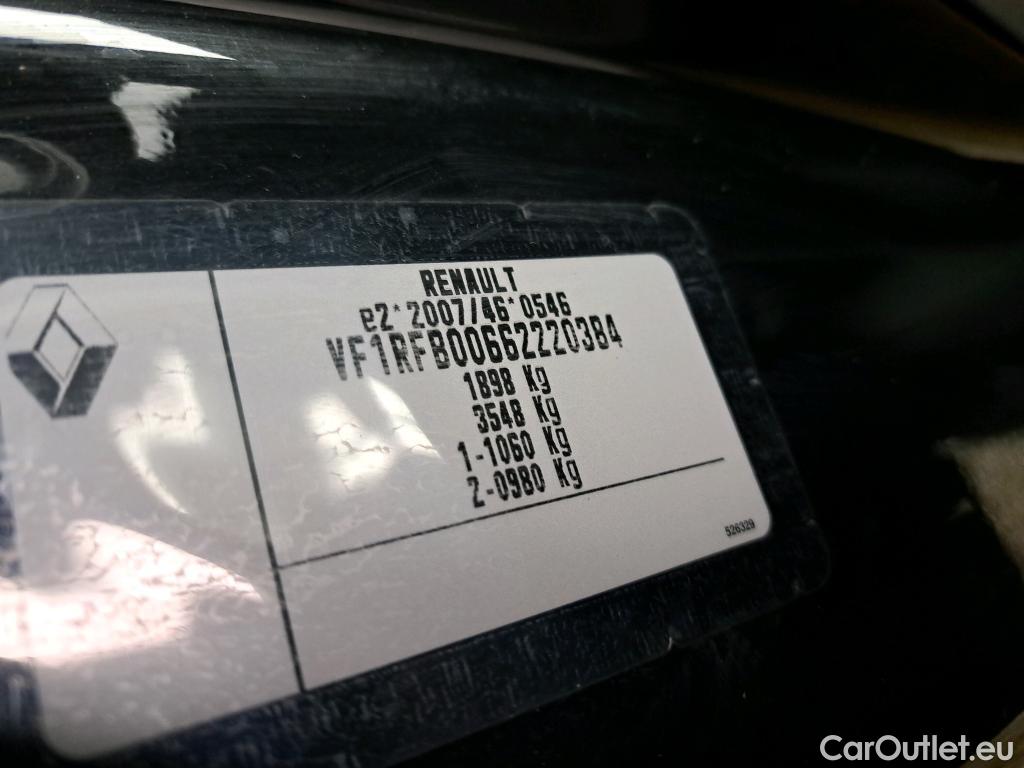 RENAULT
e2*2007/46*0546
VF1RFB00662220384
1898 Kg
3548 Kg
1-1060 Kg
2-0980 Kg
526329
CarOutlet.eu